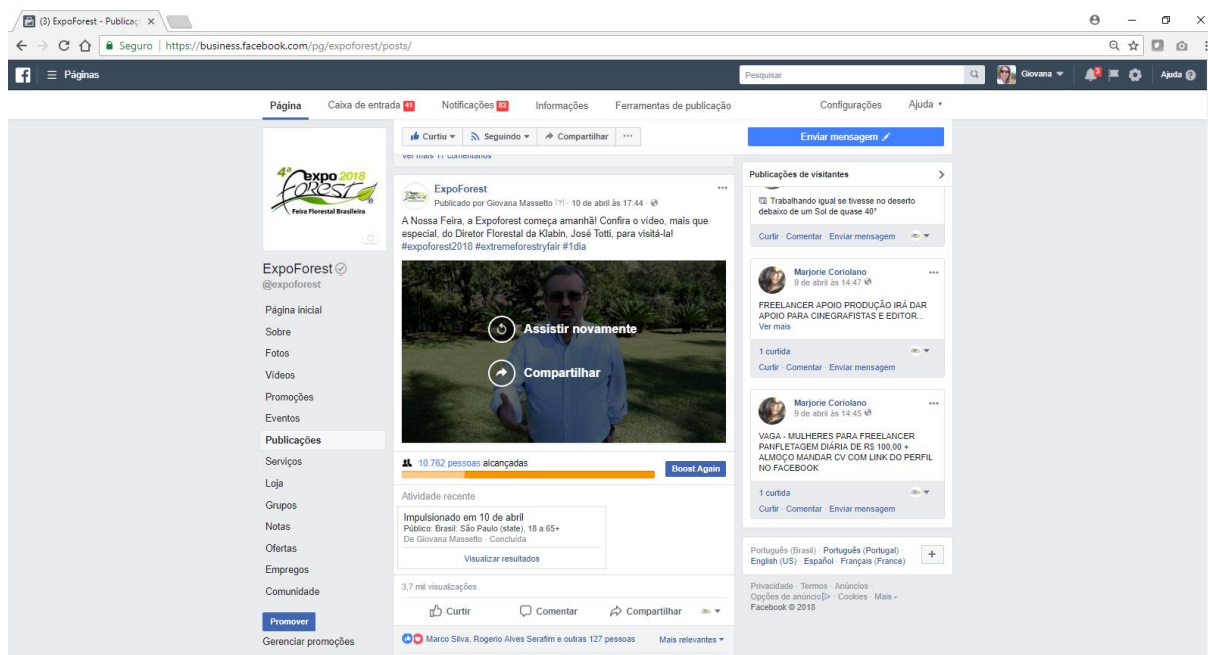 (3) ExpoForest - Publicaç
Seguro | https://business.facebook.com/pg/expoforest/posts/
Páginas
Pesquisar
Giovana
3
Ajuda
Página
Caixa de entrada 41
Notificações 83
Informações
Ferramentas de publicação
Configurações
Ajuda
4ª expo 2018
FOREST
Feira Florestal Brasileira
ExpoForest
@expoforest
Página inicial
Sobre
Fotos
Vídeos
Promoções
Eventos
Publicações
Serviços
Loja
Grupos
Notas
Ofertas
Empregos
Comunidade
Promover
Gerenciar promoções
Curtiu
Seguindo
Compartilhar
Ver mais 17 comentários
ExpoForest
Publicado por Giovana Massetto [?] · 10 de abril às 17:44 ·
A Nossa Feira, a Expoforest começa amanhã! Confira o vídeo, mais que
especial, do Diretor Florestal da Klabin, José Totti, para visitá-la!
#expoforest2018 #extremeforestryfair #1dia
Assistir novamente
Compartilhar
10.762 pessoas alcançadas
Boost Again
Atividade recente
Impulsionado em 10 de abril
Público: Brasil: São Paulo (state), 18 a 65+
De Giovana Massetto · Concluída
Visualizar resultados
3,7 mil visualizações
Curtir
Comentar
Compartilhar
Marco Silva, Rogerio Alves Serafim e outras 127 pessoas
Mais relevantes
Enviar mensagem
Publicações de visitantes
Trabalhando igual se tivesse no deserto
debaixo de um Sol de quase 40°
Curtir · Comentar · Enviar mensagem
Marjorie Coriolano
9 de abril às 14:47
FREELANCER APOIO PRODUÇÃO IRÁ DAR
APOIO PARA CINEGRAFISTAS E EDITOR...
Ver mais
1 curtida
Curtir · Comentar · Enviar mensagem
Marjorie Coriolano
9 de abril às 14:45
VAGA - MULHERES PARA FREELANCER
PANFLETAGEM DIÁRIA DE R$ 100,00 +
ALMOÇO MANDAR CV COM LINK DO PERFIL
NO FACEBOOK
1 curtida
Curtir · Comentar · Enviar mensagem
Português (Brasil) · Português (Portugal) ·
English (US) · Español · Français (France)
Privacidade · Termos · Anúncios ·
Opções de anúncio · Cookies · Mais
Facebook © 2018